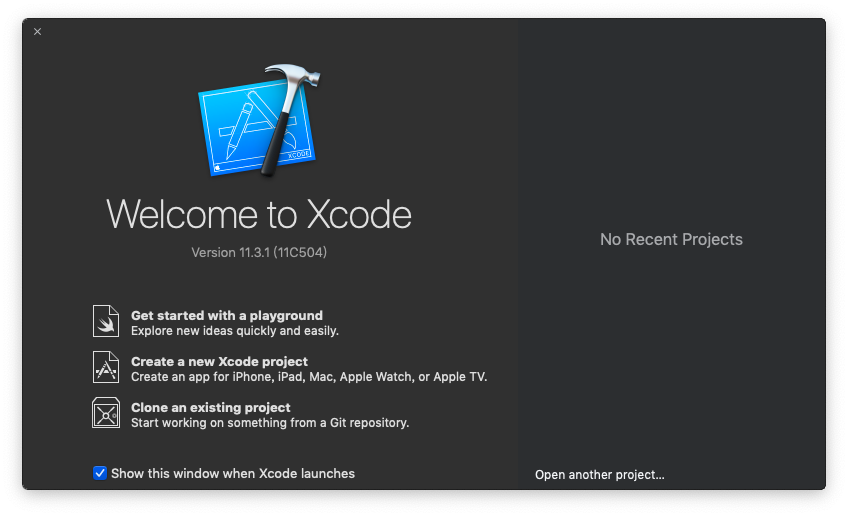 XCODE
Welcome to Xcode
Version 11.3.1 (11C504)
Get started with a playground
Explore new ideas quickly and easily.
Create a new Xcode project
Create an app for iPhone, iPad, Mac, Apple Watch, or Apple TV.
Clone an existing project
Start working on something from a Git repository.
Show this window when Xcode launches
No Recent Projects
Open another project...